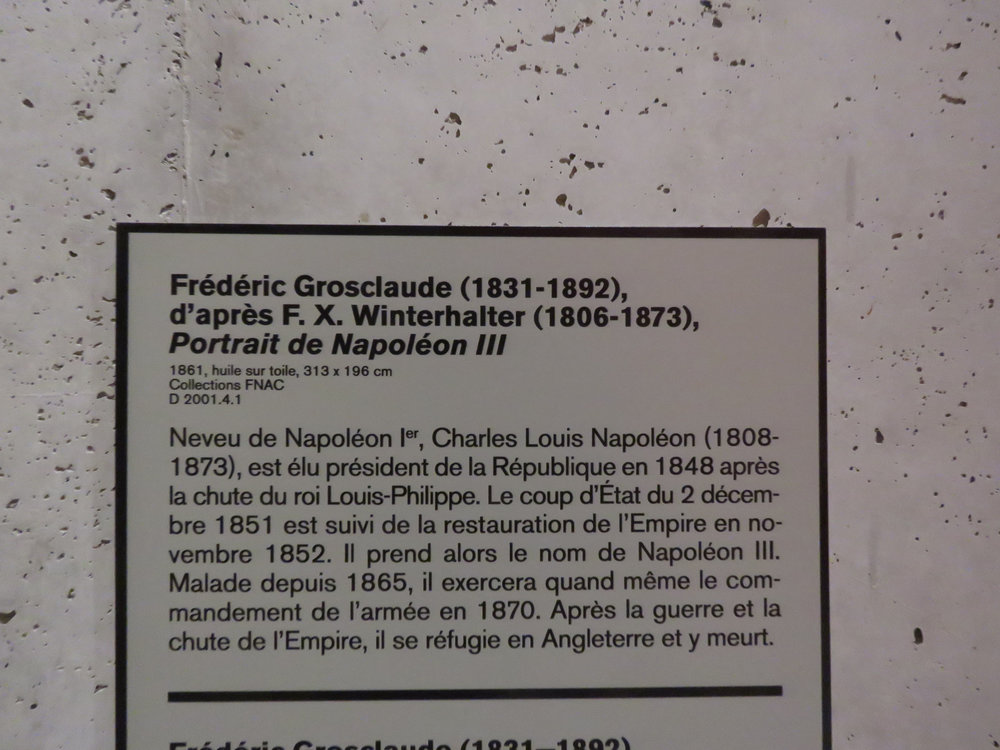 Frédéric Grosclaude (1831-1892),
d'après F. X. Winterhalter (1806-1873),
Portrait de Napoléon III
1861, huile sur toile, 313 x 196 cm
Collections FNAC
D 2001.4.1
Neveu de Napoléon Ier, Charles Louis Napoléon (1808-
1873), est élu président de la République en 1848 après
la chute du roi Louis-Philippe. Le coup d'État du 2 décem-
bre 1851 est suivi de la restauration de l'Empire en no-
vembre 1852. Il prend alors le nom de Napoléon III.
Malade depuis 1865, il exercera quand même le com-
mandement de l'armée en 1870. Après la guerre et la
chute de l'Empire, il se réfugie en Angleterre et y meurt.
Frédéric Grosclaude (1831–1892)